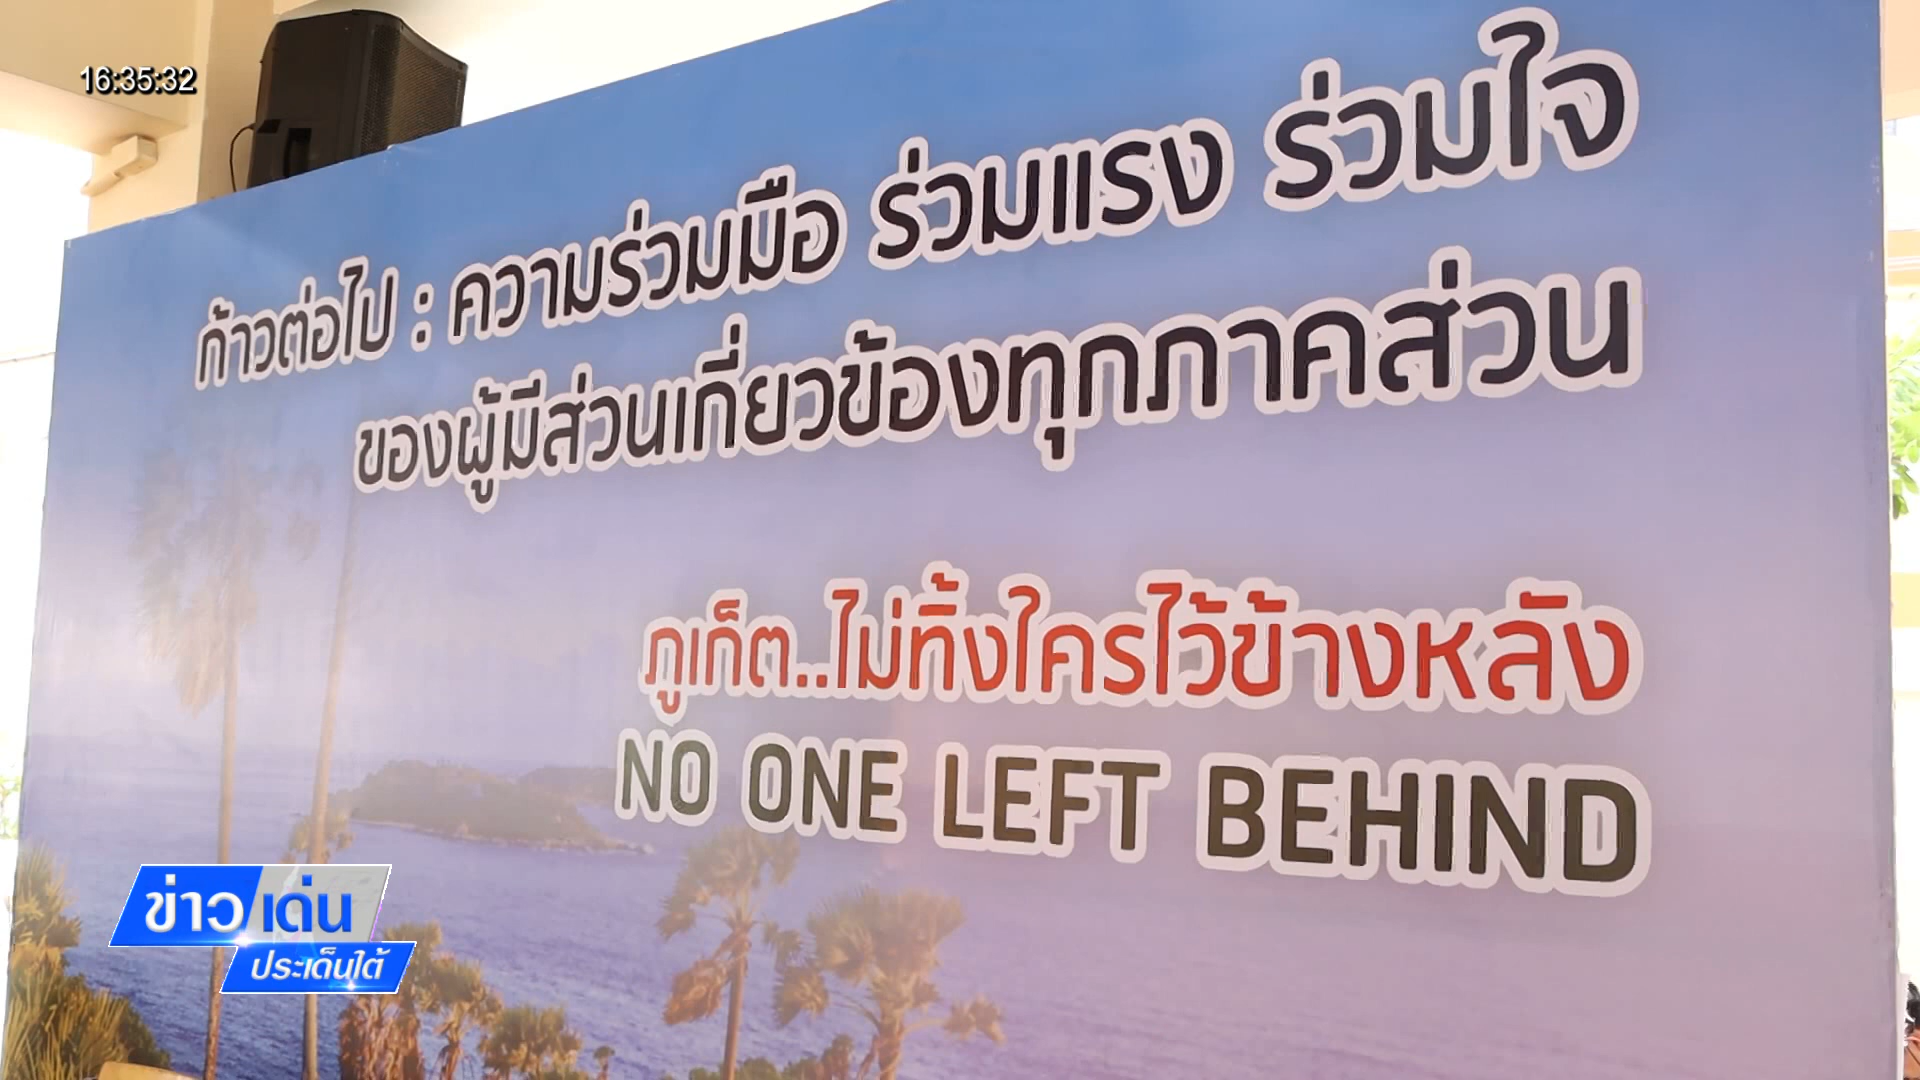 16:35:32
ก้าวต่อไป : ความร่วมมือ ร่วมแรง ร่วมใจ
ของผู้มีส่วนเกี่ยวข้องทุกภาคส่วน
ภูเก็ต..ไม่ทิ้งใครไว้ข้างหลัง
NO ONE LEFT BEHIND
ข่าวเด่น
ประเด็นใต้